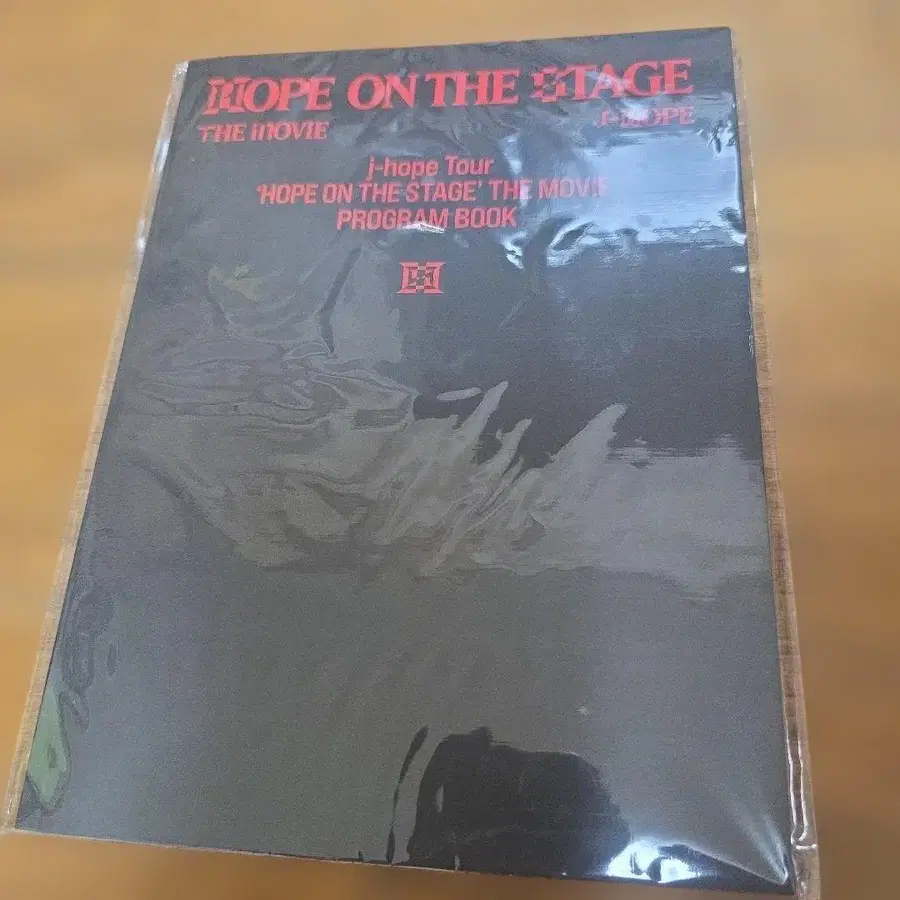 HOPE ON THE STAGE
THE MOVIE
J-HOPE
j-hope Tour
'HOPE ON THE STAGE' THE MOVIE
PROGRAM BOOK